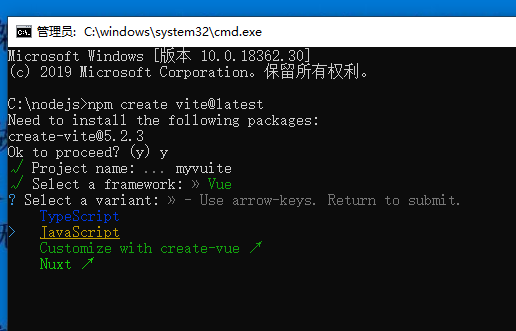 管理员: C:\windows\system32\cmd.exe
Microsoft Windows [版本 10.0.18362.30]
(c) 2019 Microsoft Corporation。保留所有权利。
C:\nodejs>npm create vite@latest
Need to install the following packages:
create-vite@5.2.3
Ok to proceed? (y) y
√ Project name: ... myvuite
√ Select a framework: » Vue
? Select a variant: » - Use arrow-keys. Return to submit.
TypeScript
> JavaScript
Customize with create-vue ↗
Nuxt ↗